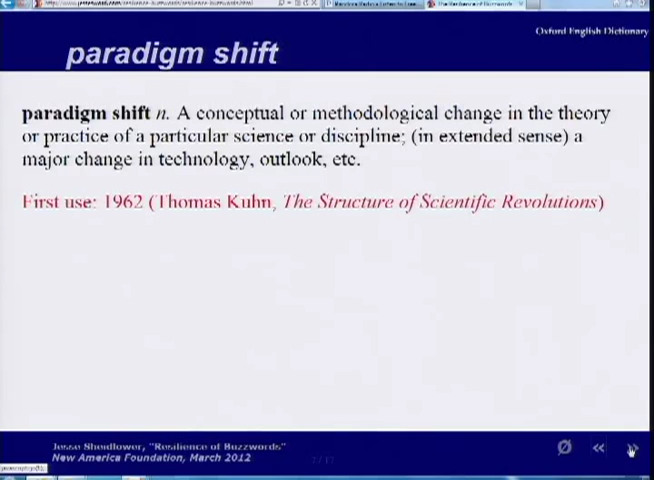 Oxford English Dictionary
paradigm shift
paradigm shift n. A conceptual or methodological change in the theory
or practice of a particular science or discipline; (in extended sense) a
major change in technology, outlook, etc.
First use: 1962 (Thomas Kuhn, The Structure of Scientific Revolutions)
Jesse Sheidlower, "Resilience of Buzzwords"
New America Foundation, March 2012